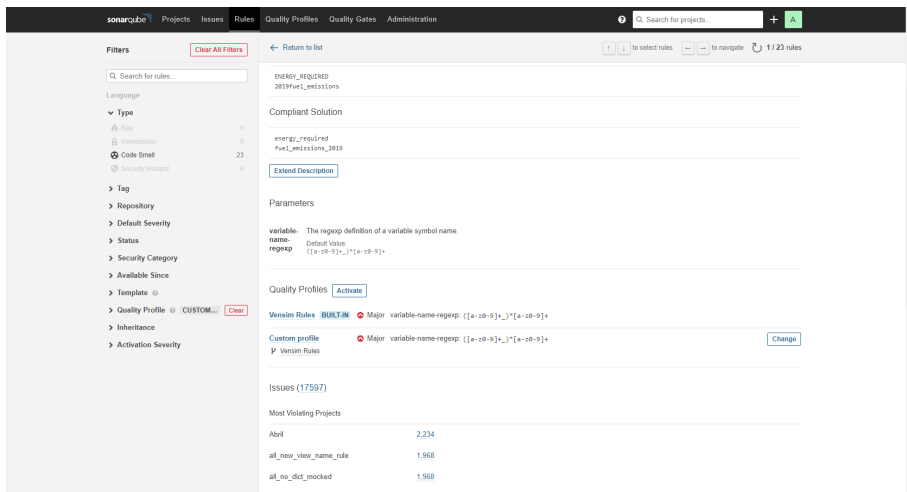 sonarqube Projects Issues Rules Quality Profiles Quality Gates Administration ? Search for projects... + A
Filters Clear All Filters ← Return to list ↑ ↓ to select rules ← → to navigate 1 / 23 rules
Search for rules...
Language
Type
Bug 0
Vulnerability 0
Code Smell 23
Security Hotspot 0
Tag
Repository
Default Severity
Status
Security Category
Available Since
Template ?
Quality Profile ? CUSTOM... Clear
Inheritance
Activation Severity
ENERGY_REQUIRED
2019fuel_emissions
Compliant Solution
energy_required
fuel_emissions_2019
Extend Description
Parameters
variable-name-regexp The regexp definition of a variable symbol name.
Default Value:
([a-z0-9]+_)*[a-z0-9]+
Quality Profiles Activate
Vensim Rules BUILT-IN Major variable-name-regexp: ([a-z0-9]+_)*[a-z0-9]+
Custom profile Major variable-name-regexp: ([a-z0-9]+_)*[a-z0-9]+ Change
Vensim Rules
Issues (17597)
Most Violating Projects
Abril 2,234
all_new_view_name_rule 1,968
all_no_dict_mocked 1,968